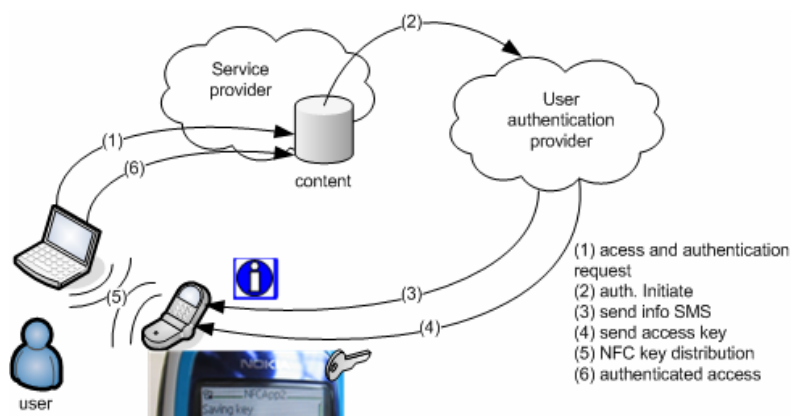 (2)
Service
provider
User
authentication
provider
(1)
(6)
content
(1) acess and authentication
request
(2) auth. Initiate
(3) send info SMS
(4) send access key
(5) NFC key distribution
(6) authenticated access
(5)
(3)
(4)
user
NOKIA
NFCApp2
Saving key